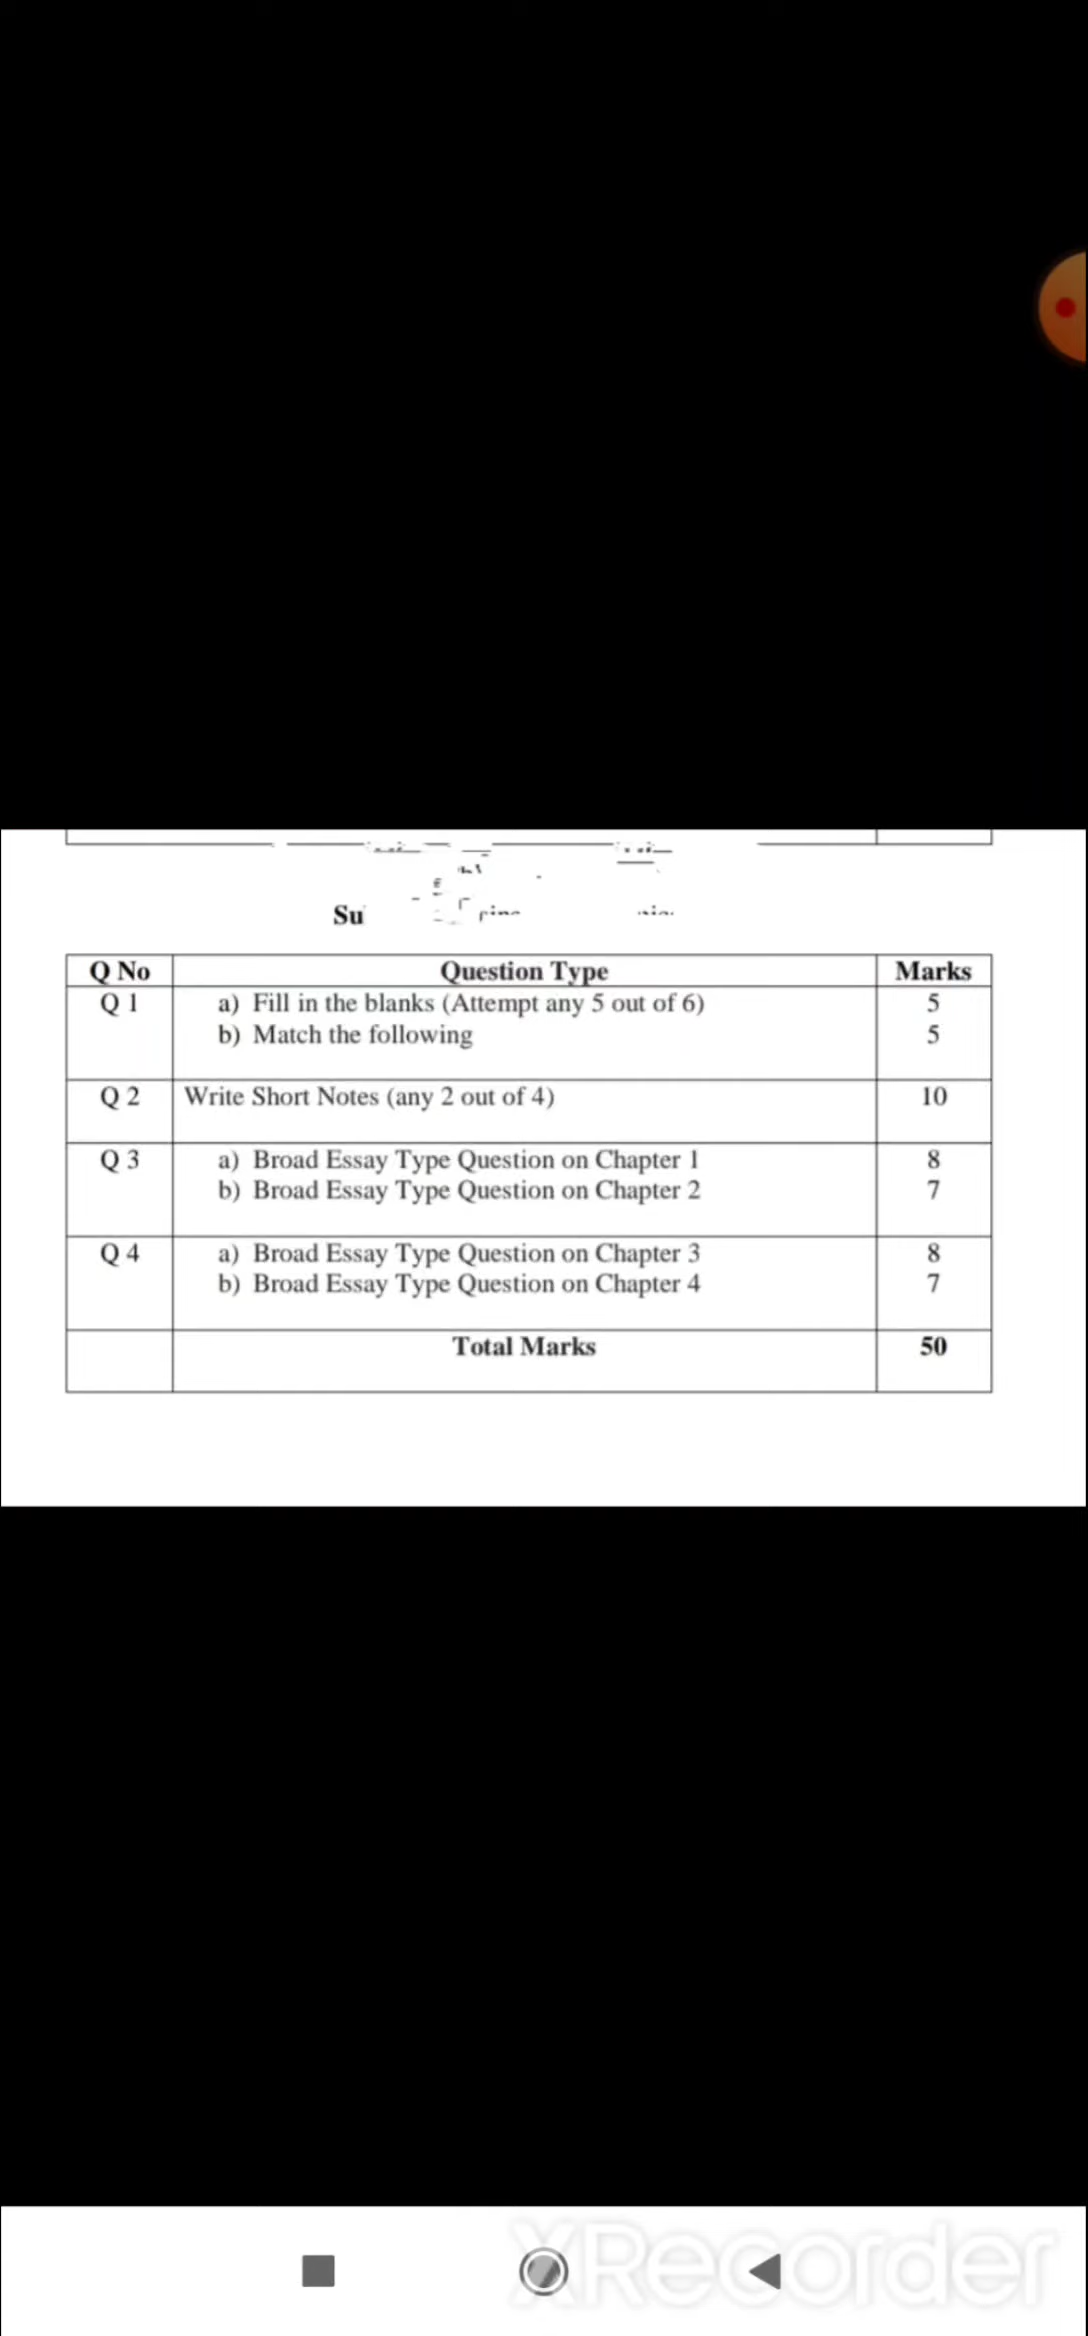 Su
Q No Question Type Marks
Q 1 a) Fill in the blanks (Attempt any 5 out of 6) 5
b) Match the following 5
Q 2 Write Short Notes (any 2 out of 4) 10
Q 3 a) Broad Essay Type Question on Chapter 1 8
b) Broad Essay Type Question on Chapter 2 7
Q 4 a) Broad Essay Type Question on Chapter 3 8
b) Broad Essay Type Question on Chapter 4 7
Total Marks 50
XRecorder